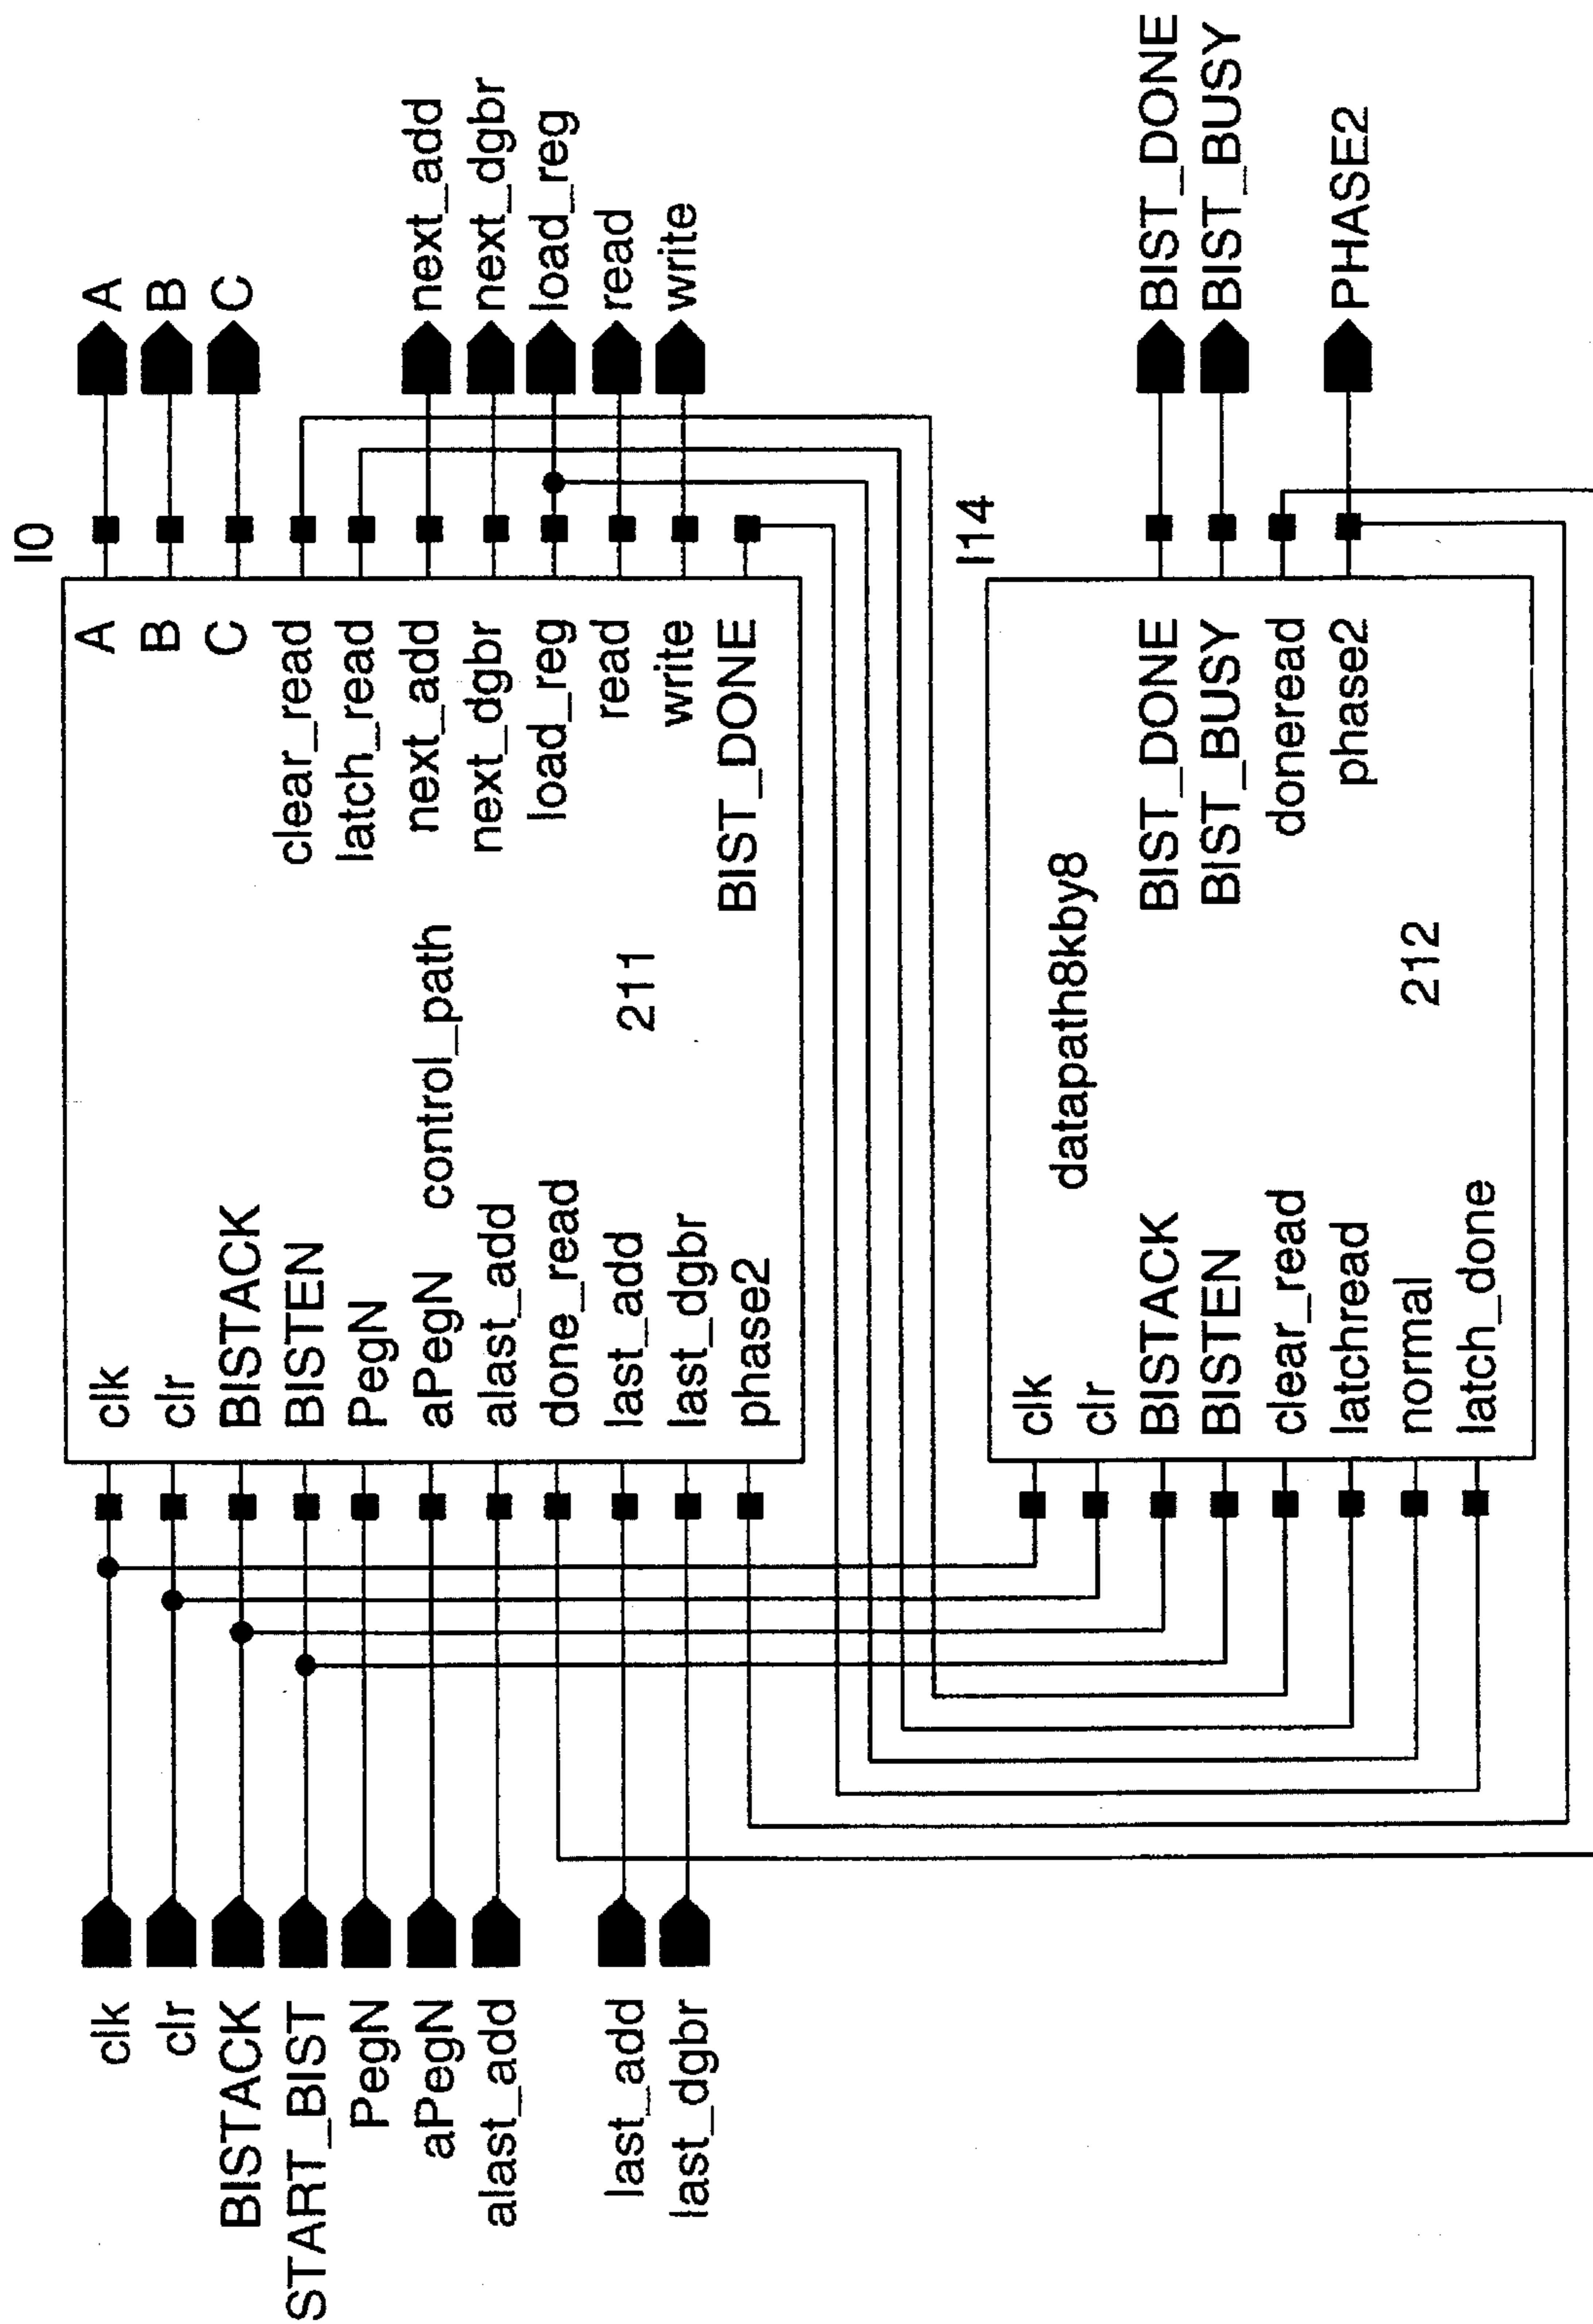 I0
clk
clr
BISTACK
START_BIST
PegN
aPegN
alast_add
last_add
last_dgbr
clk
clr
BISTACK
BISTEN
PegN
aPegN
alast_add
done_read
last_add
last_dgbr
phase2
control_path
211
A
B
C
clear_read
latch_read
next_add
next_dgbr
load_reg
read
write
BIST_DONE
A
B
C
next_add
next_dgbr
load_reg
read
write
I14
clk
clr
BISTACK
BISTEN
clear_read
latchread
normal
latch_done
datapath8kby8
212
BIST_DONE
BIST_BUSY
doneread
phase2
BIST_DONE
BIST_BUSY
PHASE2